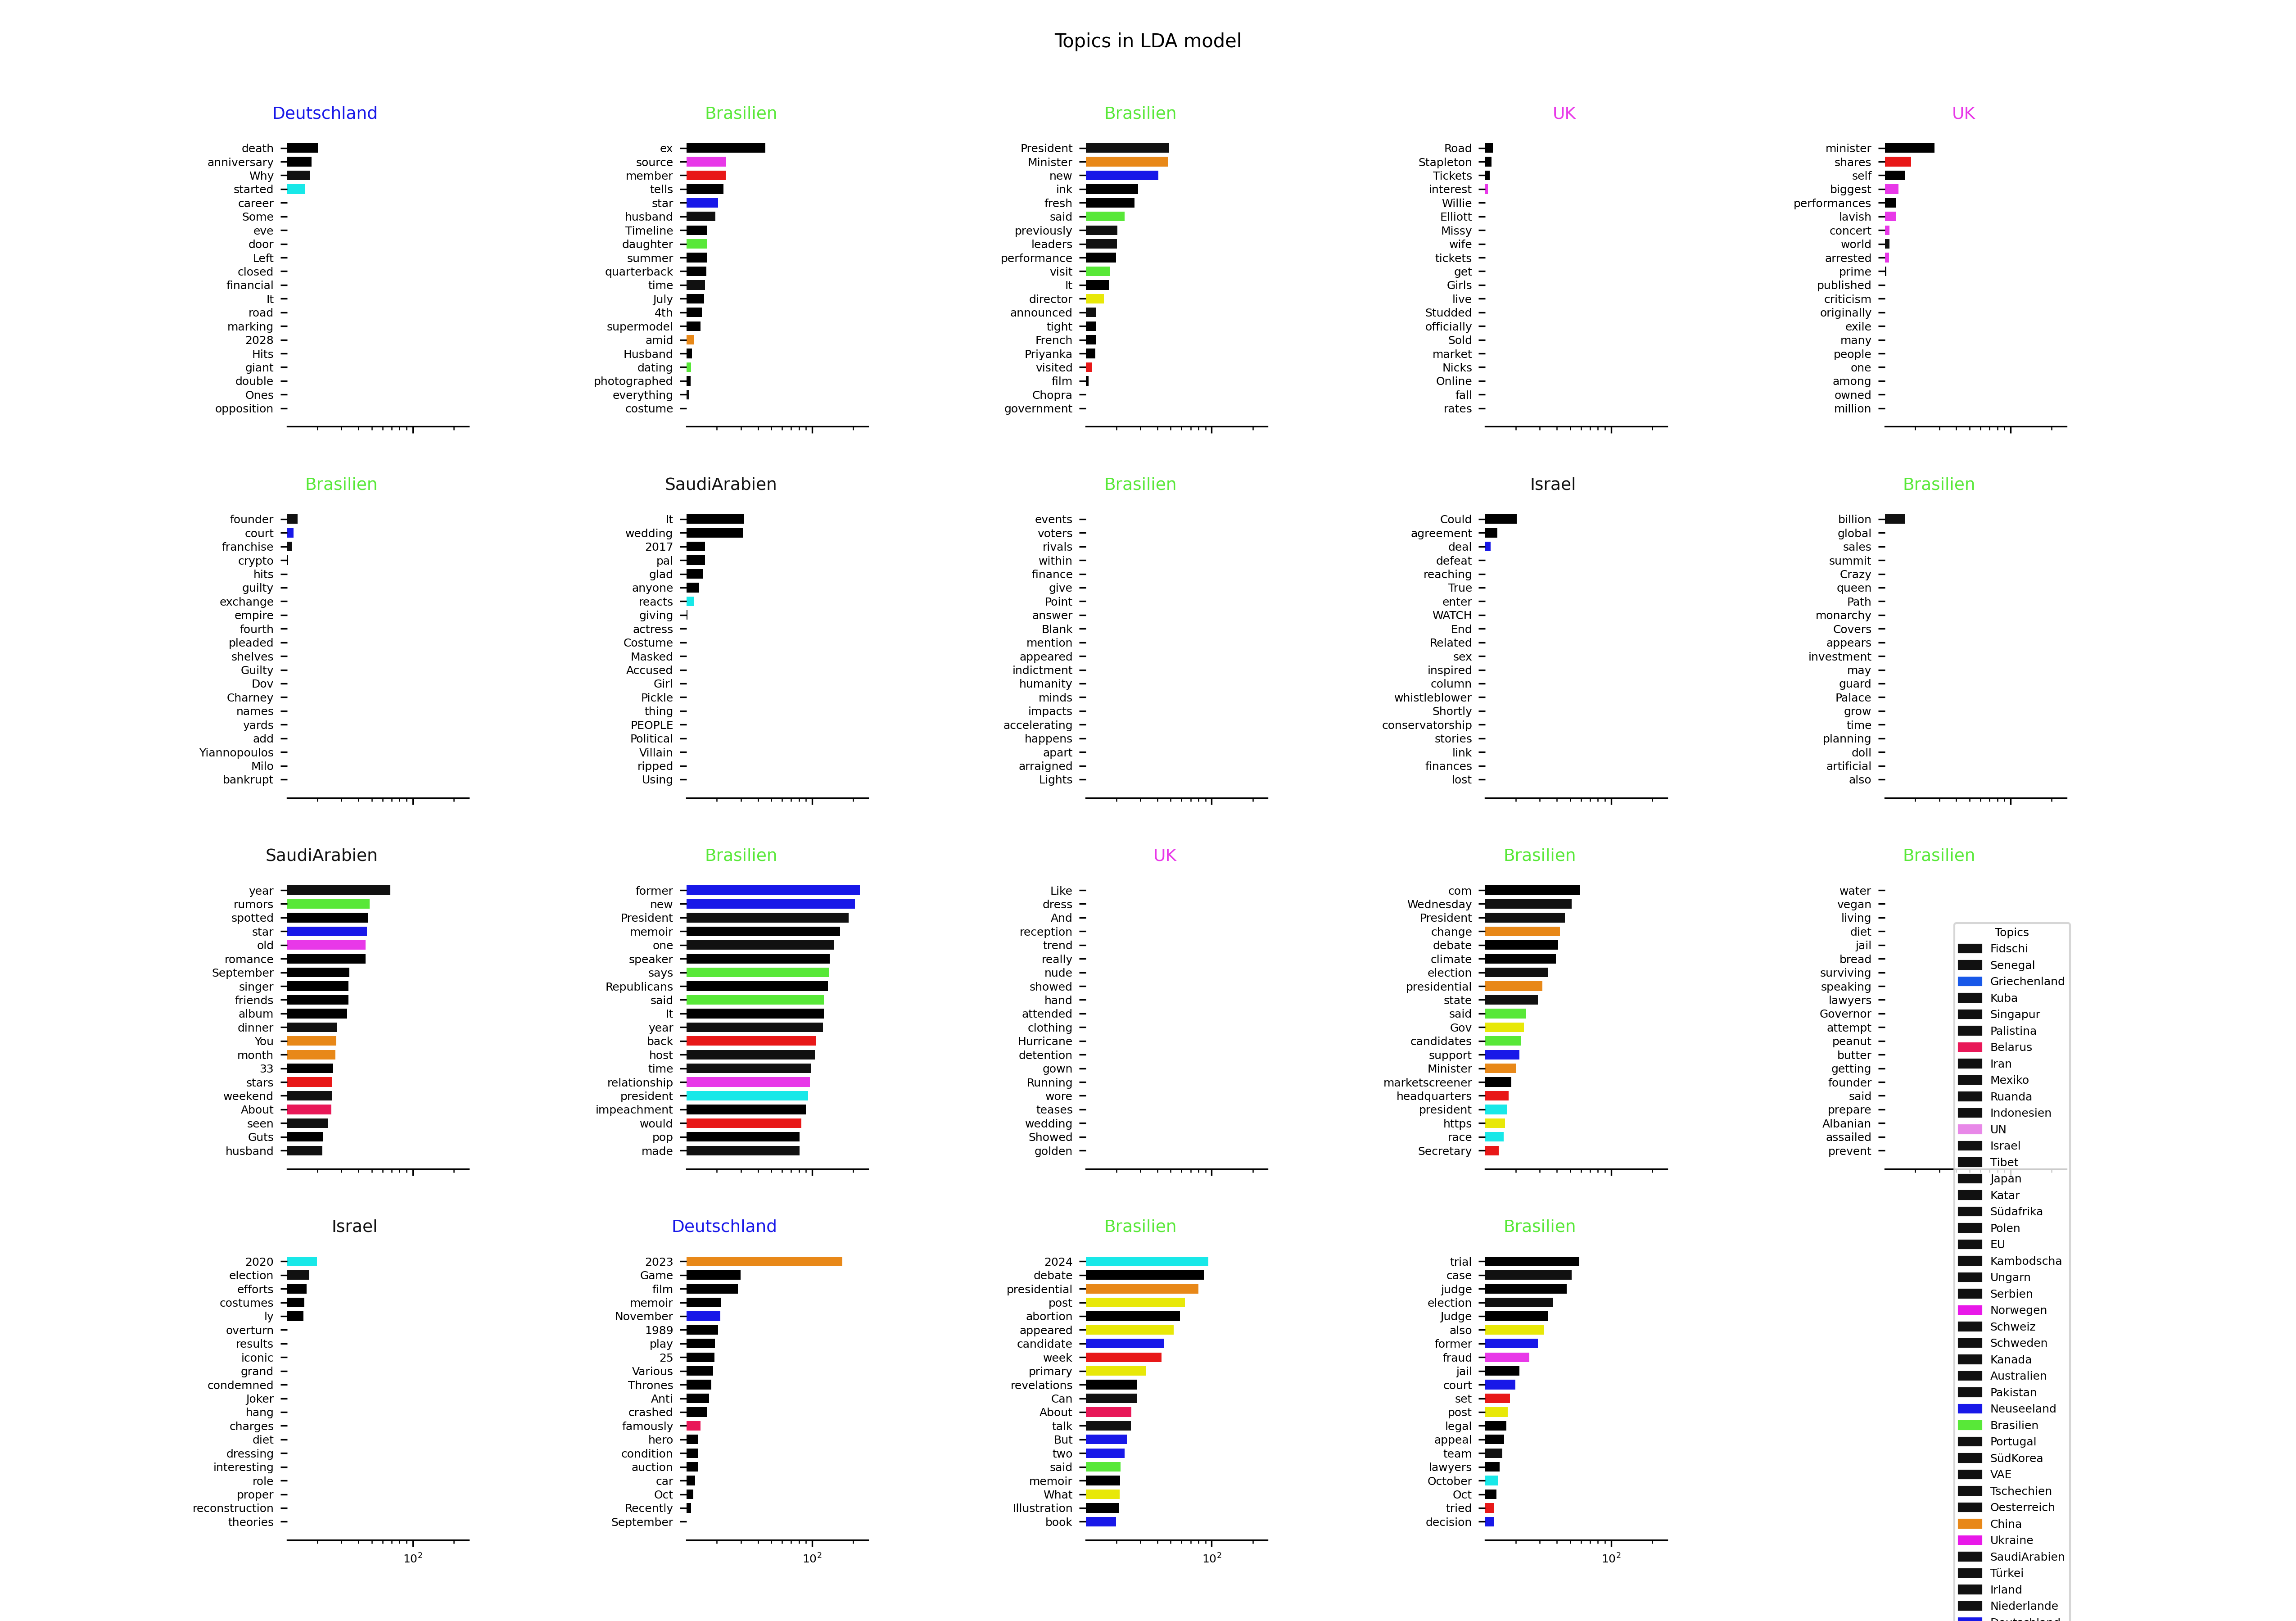 Topics in LDA model
Deutschland
death
anniversary
Why
started
career
Some
eve
door
Left
closed
financial
It
road
marking
2028
Hits
giant
double
Ones
opposition
Brasilien
ex
source
member
tells
star
husband
Timeline
daughter
summer
quarterback
time
July
4th
supermodel
amid
Husband
dating
photographed
everything
costume
Brasilien
President
Minister
new
ink
fresh
said
previously
leaders
performance
visit
It
director
announced
tight
French
Priyanka
visited
film
Chopra
government
UK
Road
Stapleton
Tickets
interest
Willie
Elliott
Missy
wife
tickets
get
Girls
live
Studded
officially
Sold
market
Nicks
Online
fall
rates
UK
minister
shares
self
biggest
performances
lavish
concert
world
arrested
prime
published
criticism
originally
exile
many
people
one
among
owned
million
Brasilien
founder
court
franchise
crypto
hits
guilty
exchange
empire
fourth
pleaded
shelves
Guilty
Dov
Charney
names
yards
add
Yiannopoulos
Milo
bankrupt
SaudiArabien
It
wedding
2017
pal
glad
anyone
reacts
giving
actress
Costume
Masked
Accused
Girl
Pickle
thing
PEOPLE
Political
Villain
ripped
Using
Brasilien
events
voters
rivals
within
finance
give
Point
answer
Blank
mention
appeared
indictment
humanity
minds
impacts
accelerating
happens
apart
arraigned
Lights
Israel
Could
agreement
deal
defeat
reaching
True
enter
WATCH
End
Related
sex
inspired
column
whistleblower
Shortly
conservatorship
stories
link
finances
lost
Brasilien
billion
global
sales
summit
Crazy
queen
Path
monarchy
Covers
appears
investment
may
guard
Palace
grow
time
planning
doll
artificial
also
SaudiArabien
year
rumors
spotted
star
old
romance
September
singer
friends
album
dinner
You
month
33
stars
weekend
About
seen
Guts
husband
Brasilien
former
new
President
memoir
one
speaker
says
Republicans
said
It
year
back
host
time
relationship
president
impeachment
would
pop
made
UK
Like
dress
And
reception
trend
really
nude
showed
hand
attended
clothing
Hurricane
detention
gown
Running
wore
teases
wedding
Showed
golden
Brasilien
com
Wednesday
President
change
debate
climate
election
presidential
state
said
Gov
candidates
support
Minister
marketscreener
headquarters
president
https
race
Secretary
Brasilien
water
vegan
living
diet
jail
bread
surviving
speaking
lawyers
Governor
attempt
peanut
butter
getting
founder
said
prepare
Albanian
assailed
prevent
Israel
2020
election
efforts
costumes
ly
overturn
results
iconic
grand
condemned
Joker
hang
charges
diet
dressing
interesting
role
proper
reconstruction
theories
10²
Deutschland
2023
Game
film
memoir
November
1989
play
25
Various
Thrones
Anti
crashed
famously
hero
condition
auction
car
Oct
Recently
September
10²
Brasilien
2024
debate
presidential
post
abortion
appeared
candidate
week
primary
revelations
Can
About
talk
But
two
said
memoir
What
Illustration
book
10²
Brasilien
trial
case
judge
election
Judge
also
former
fraud
jail
court
set
post
legal
appeal
team
lawyers
October
Oct
tried
decision
10²
Topics
Fidschi
Senegal
Griechenland
Kuba
Singapur
Palistina
Belarus
Iran
Mexiko
Ruanda
Indonesien
UN
Israel
Tibet
Japan
Katar
Südafrika
Polen
EU
Kambodscha
Ungarn
Serbien
Norwegen
Schweiz
Schweden
Kanada
Australien
Pakistan
Neuseeland
Brasilien
Portugal
SüdKorea
VAE
Tschechien
Oesterreich
China
Ukraine
SaudiArabien
Türkei
Irland
Niederlande